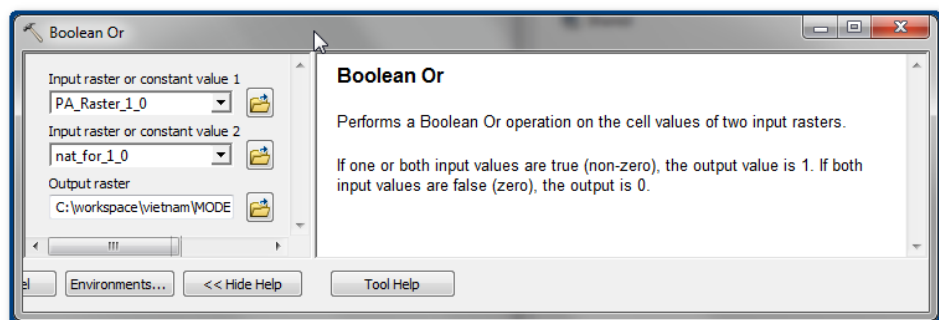 Boolean Or
Input raster or constant value 1
PA_Raster_1_0
Input raster or constant value 2
nat_for_1_0
Output raster
C:\workspace\vietnam\MODE
Boolean Or
Performs a Boolean Or operation on the cell values of two input rasters.
If one or both input values are true (non-zero), the output value is 1. If both
input values are false (zero), the output is 0.
el
Environments...
<< Hide Help
Tool Help